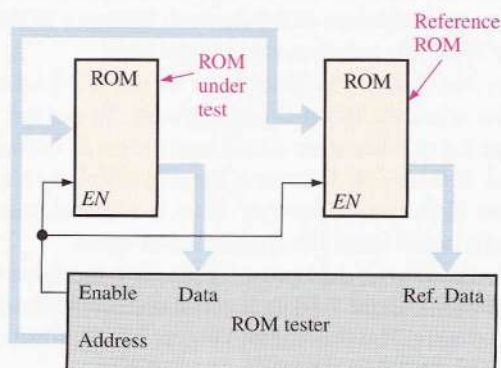 Reference
ROM
ROM
ROM
under
test
ROM
EN
EN
Enable
Data
Ref. Data
ROM tester
Address